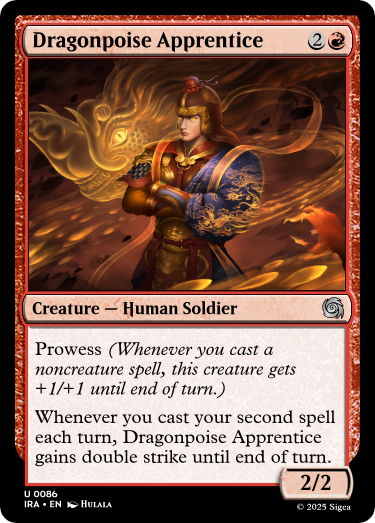 Dragonpoise Apprentice 2
Creature — Human Soldier
Prowess (Whenever you cast a
noncreature spell, this creature gets
+1/+1 until end of turn.)
Whenever you cast your second spell
each turn, Dragonpoise Apprentice
gains double strike until end of turn.
2/2
U 0086
IRA • EN Hulala
© 2025 Sigea